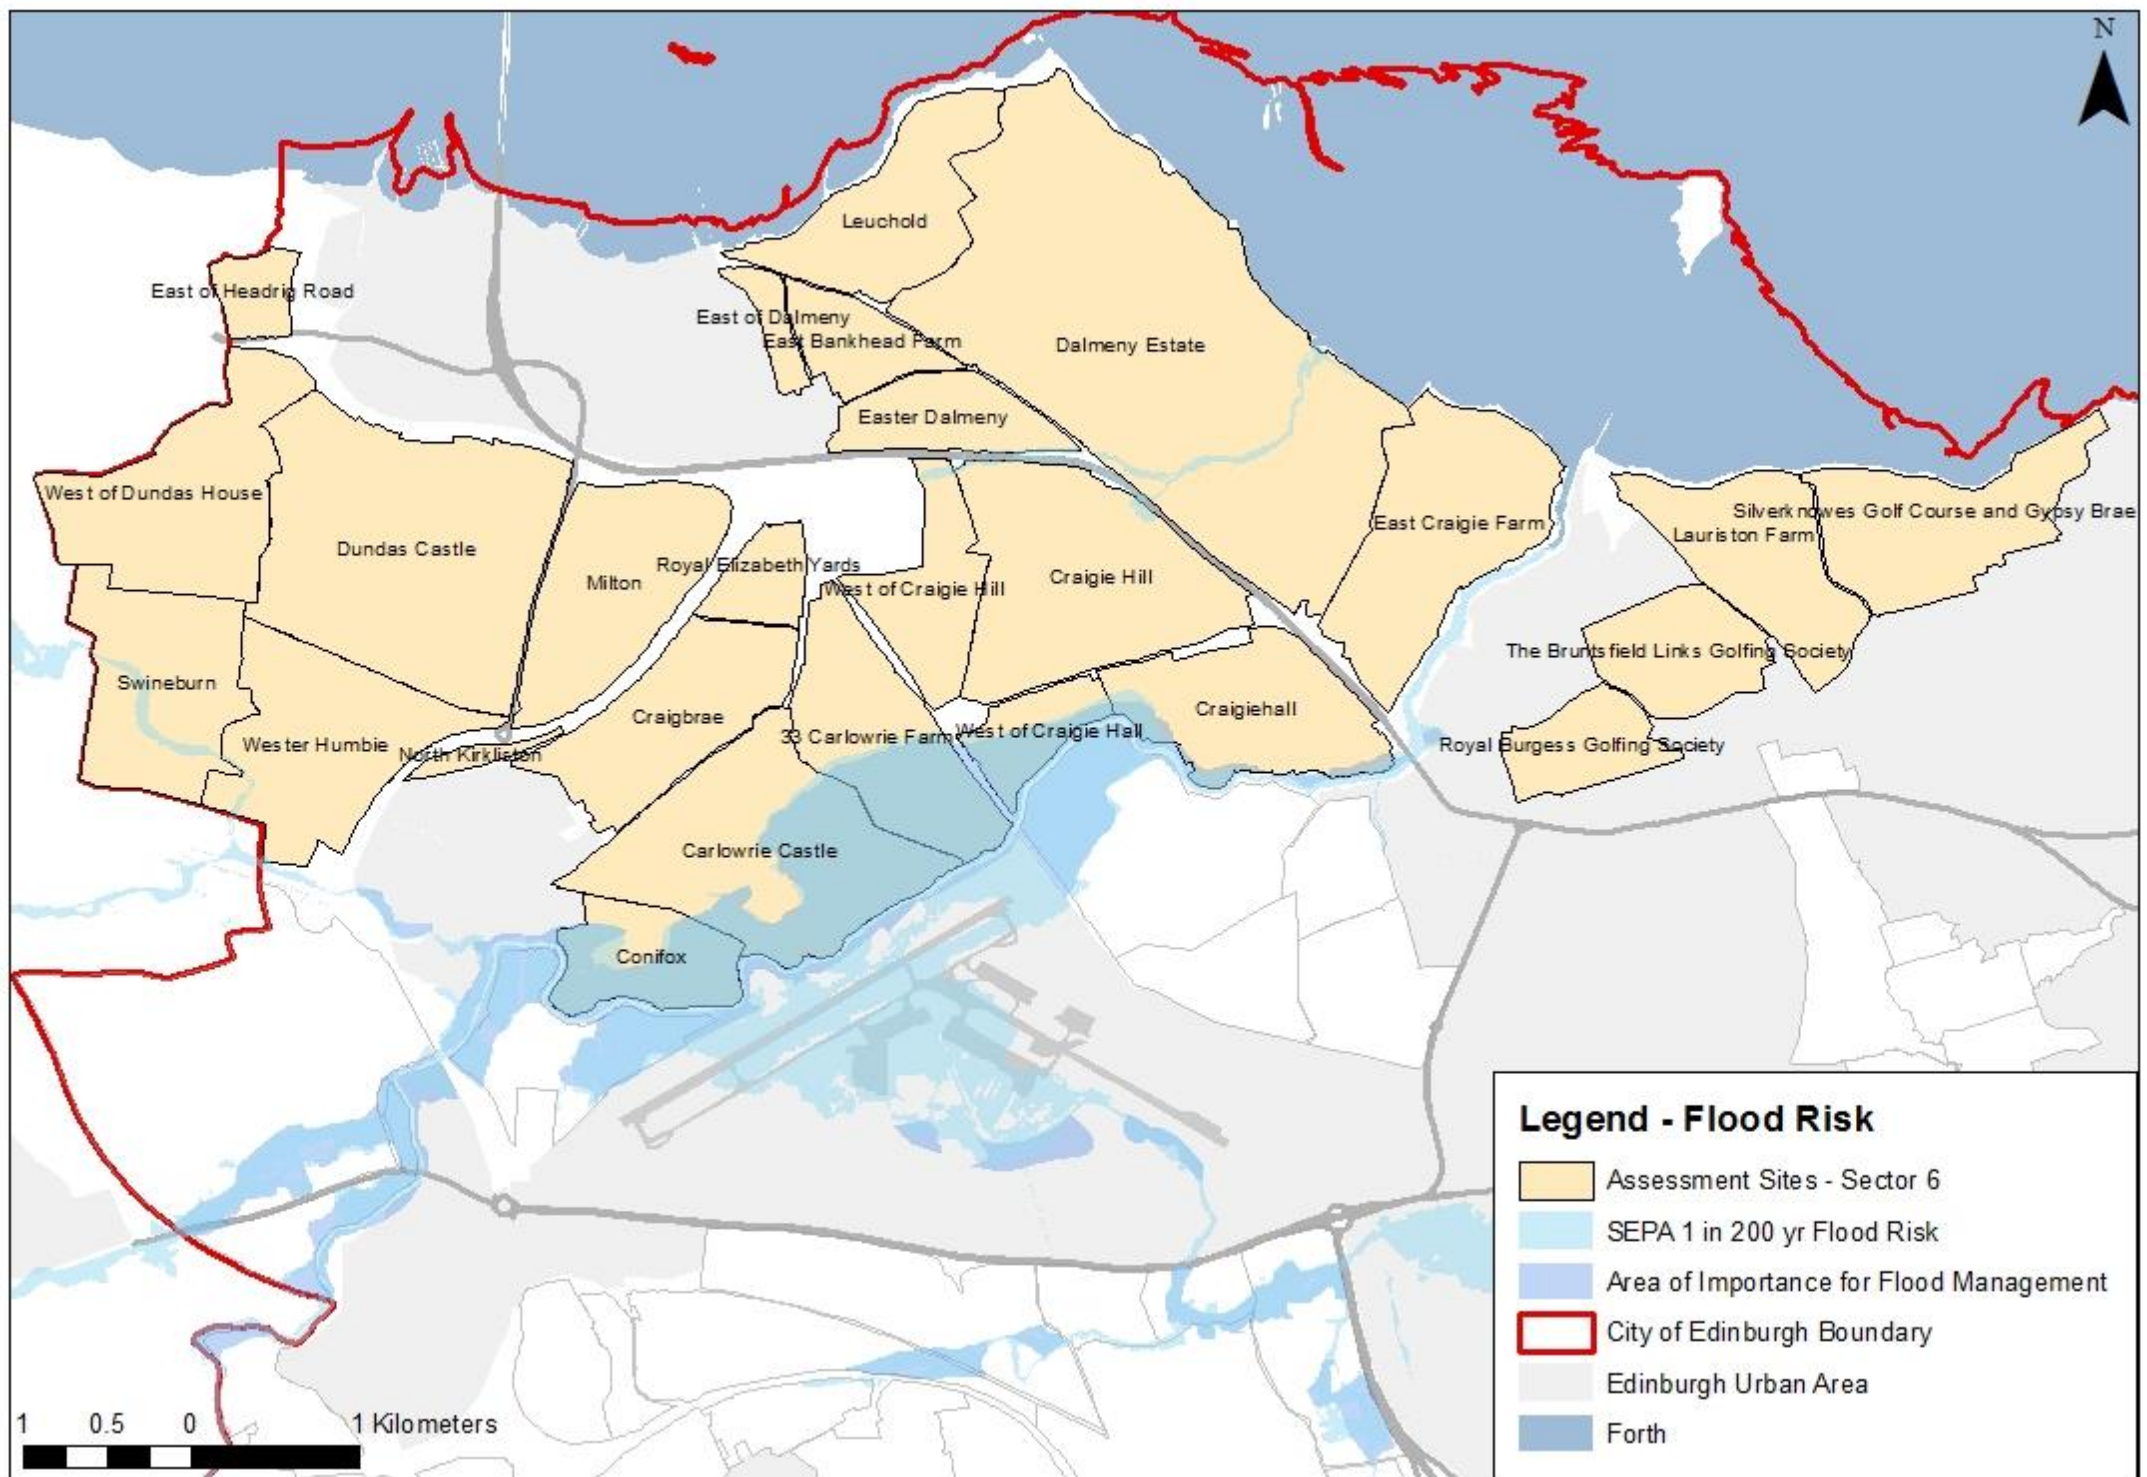 N
Leuchold
East of Headrig Road
East of Dalmeny
East Bankhead Farm
Dalmeny Estate
Easter Dalmeny
West of Dundas House
Silverknowes Golf Course and Gypsy Brae
East Craigie Farm
Lauriston Farm
Dundas Castle
Royal Elizabeth Yards
Milton
West of Craigie Hill
Craigie Hill
The Bruntsfield Links Golfing Society
Swineburn
Craigbrae
Craigiehall
33 Carlowrie Farm
West of Craigie Hall
Wester Humbie
North Kirkliston
Royal Burgess Golfing Society
Carlowrie Castle
Conifox
Legend - Flood Risk
Assessment Sites - Sector 6
SEPA 1 in 200 yr Flood Risk
Area of Importance for Flood Management
City of Edinburgh Boundary
Edinburgh Urban Area
Forth
1 0.5 0 1 Kilometers